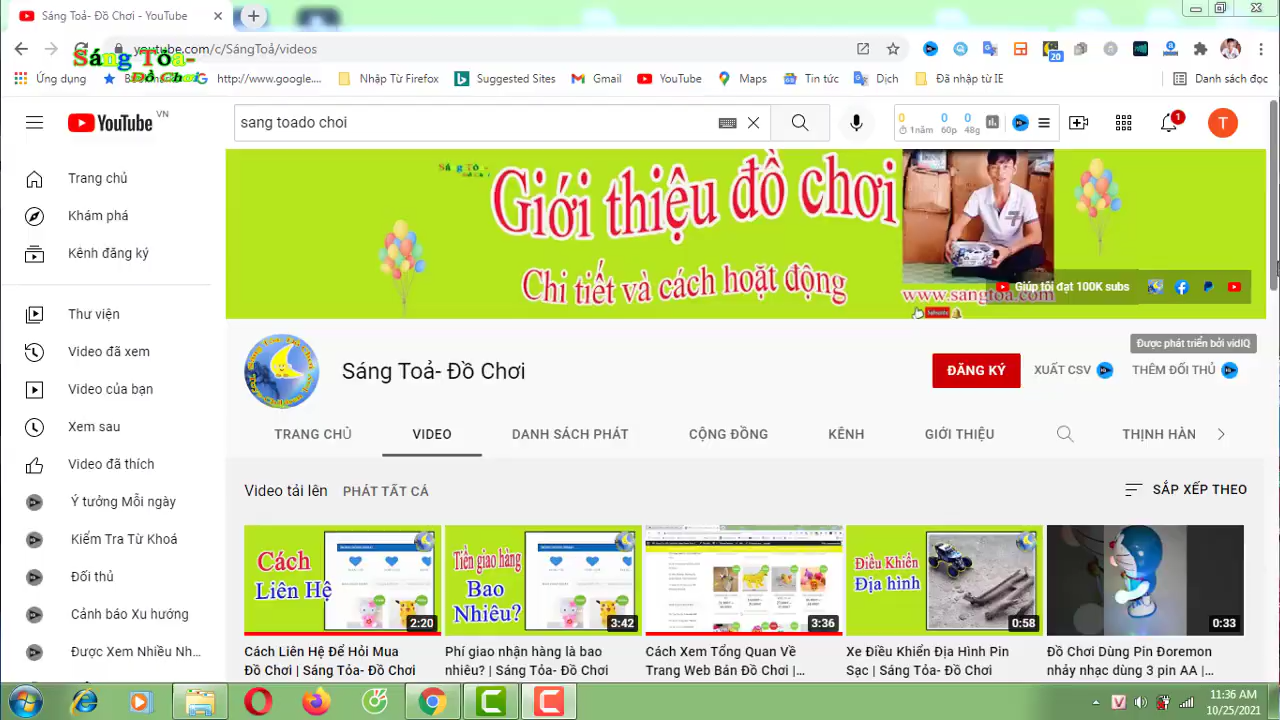 Sáng Toả- Đồ Chơi - YouTube
youtube.com/c/SángToả/videos
Sáng Tỏa-
Đồ Chơi
20
Ứng dụng
http://www.google....
Nhập Từ Firefox
Suggested Sites
Gmail
YouTube
Maps
Tin tức
Dịch
Đã nhập từ IE
Danh sách đọc
YouTube VN
sang toado choi
0 0 0
1năm 60p 48g
1
T
Trang chủ
Khám phá
Kênh đăng ký
Thư viện
Video đã xem
Video của bạn
Xem sau
Video đã thích
Ý tưởng Mỗi ngày
Kiểm Tra Từ Khoá
Đối thủ
Cảnh báo Xu hướng
Được Xem Nhiều Nh...
Giới thiệu đồ chơi
Chi tiết và cách hoạt động
www.sangtoa.com
Giúp tôi đạt 100K subs
Được phát triển bởi vidIQ
Sáng Toả- Đồ Chơi
ĐĂNG KÝ
XUẤT CSV
THÊM ĐỐI THỦ
TRANG CHỦ
VIDEO
DANH SÁCH PHÁT
CỘNG ĐỒNG
KÊNH
GIỚI THIỆU
THỊNH HÀN
Video tải lên
PHÁT TẤT CẢ
SẮP XẾP THEO
Cách
Liên Hệ
2:20
Tiền giao hàng
Bao
Nhiêu?
3:42
3:36
Điều Khiển
Địa hình
0:58
0:33
Cách Liên Hệ Để Hỏi Mua
Đồ Chơi | Sáng Tỏa- Đồ Chơi
Phí giao nhận hàng là bao
nhiêu? | Sáng Tỏa- Đồ Chơi
Cách Xem Tổng Quan Về
Trang Web Bán Đồ Chơi |...
Xe Điều Khiển Địa Hình Pin
Sạc | Sáng Tỏa- Đồ Chơi
Đồ Chơi Dùng Pin Đoremon
nhảy nhạc dùng 3 pin AA |...
11:36 AM
10/25/2021